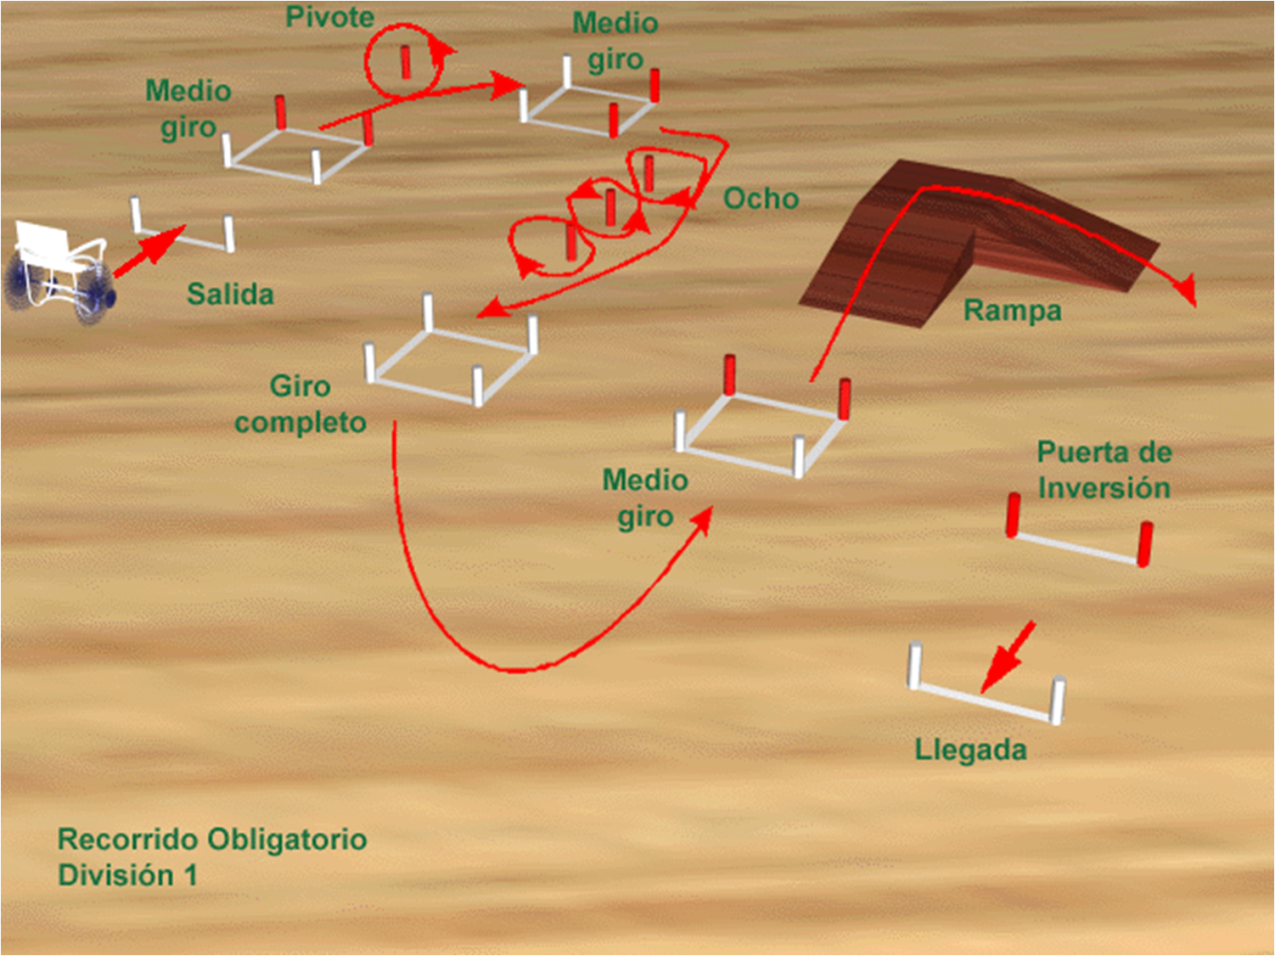 Pivote
Medio
giro
Medio
giro
Ocho
Salida
Rampa
Giro
completo
Medio
giro
Puerta de
Inversión
Llegada
Recorrido Obligatorio
División 1